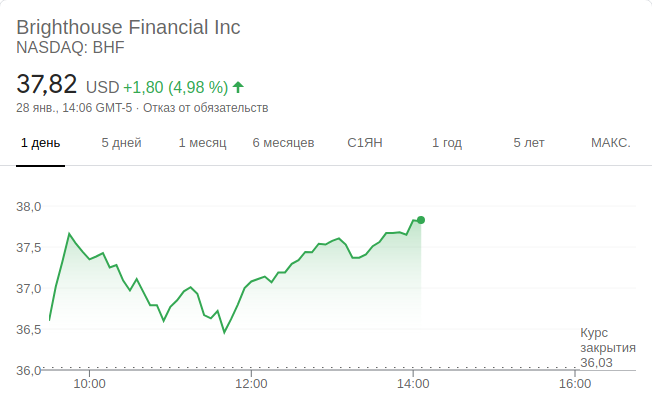 Brighthouse Financial Inc
NASDAQ: BHF
37,82 USD +1,80 (4,98 %)
28 янв., 14:06 GMT-5 · Отказ от обязательств
1 день 5 дней 1 месяц 6 месяцев С1ЯН 1 год 5 лет МАКС.
38,0
37,5
37,0
36,5
Курс
закрытия
36,03
36,0
10:00 12:00 14:00 16:00